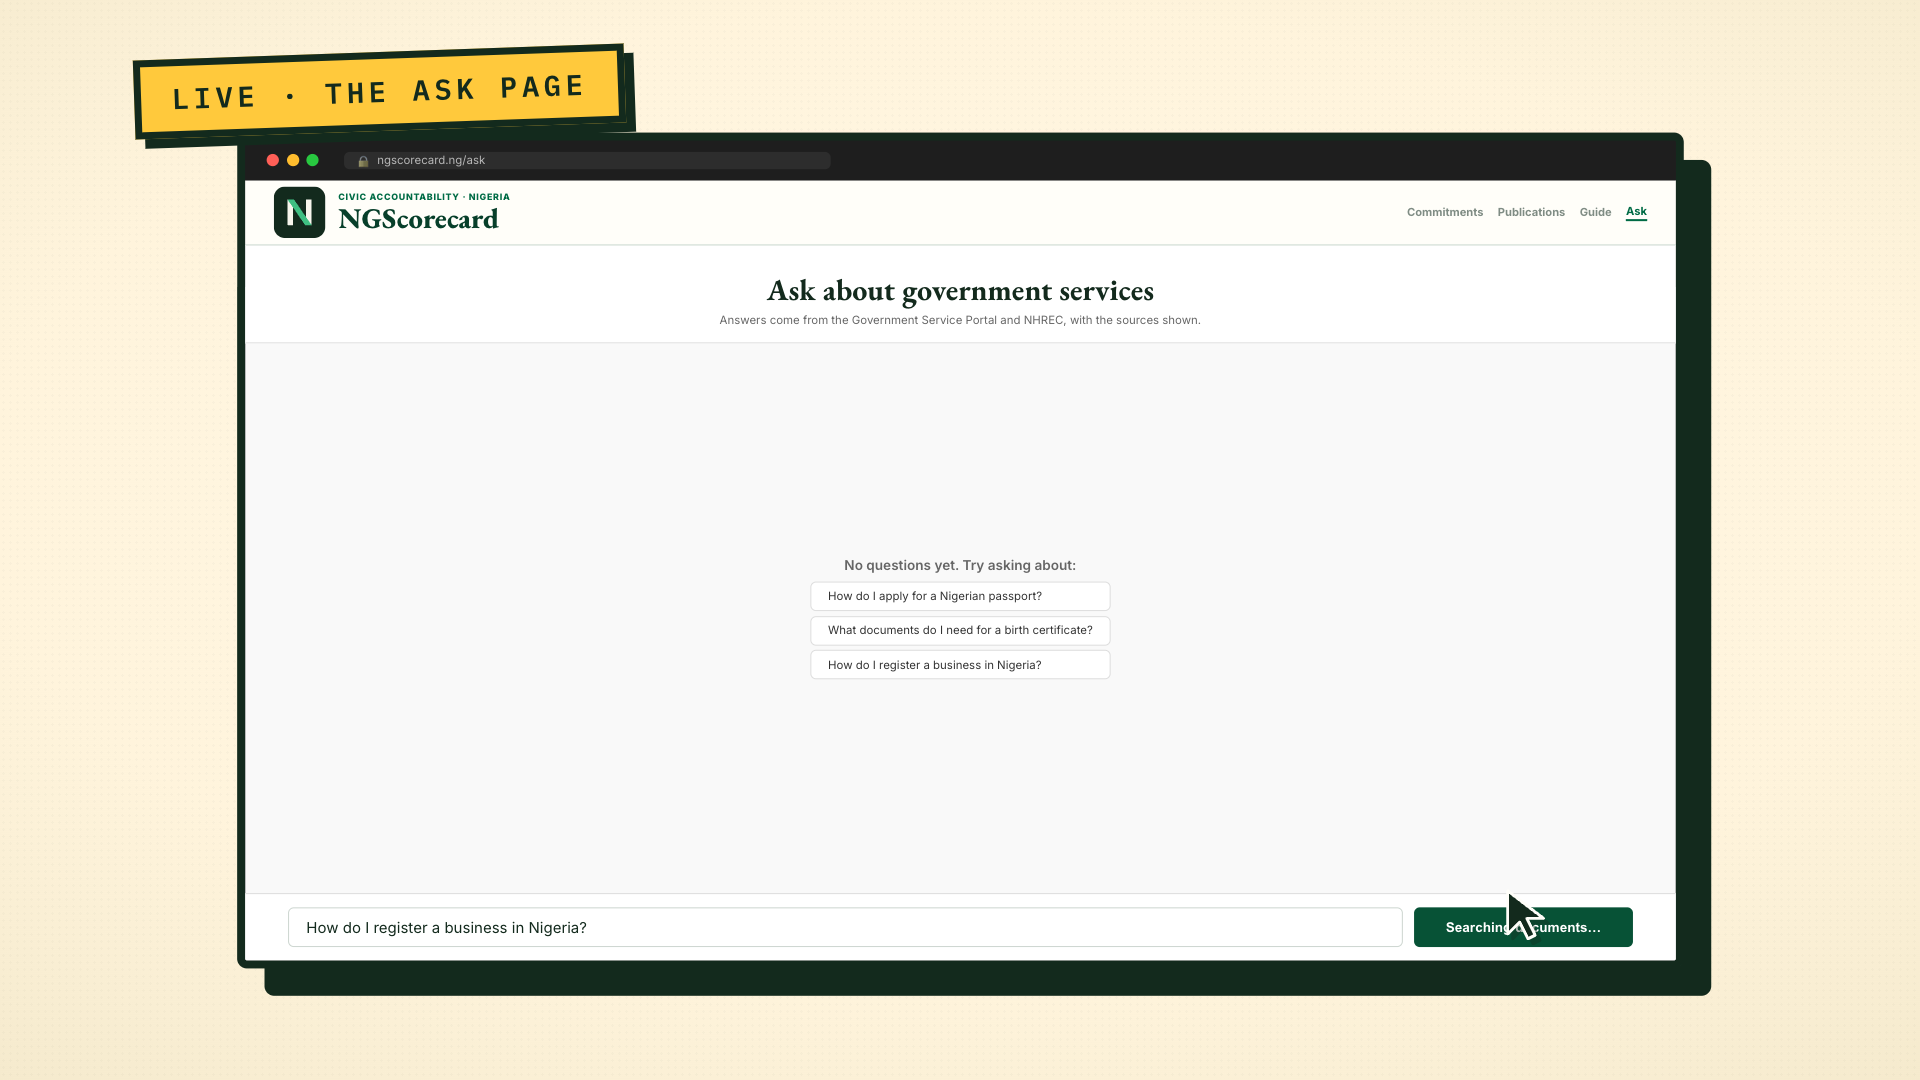 LIVE · THE ASK PAGE
ngscorecard.ng/ask
N
CIVIC ACCOUNTABILITY · NIGERIA
NGScorecard
Commitments
Publications
Guide
Ask
Ask about government services
Answers come from the Government Service Portal and NHREC, with the sources shown.
No questions yet. Try asking about:
How do I apply for a Nigerian passport?
What documents do I need for a birth certificate?
How do I register a business in Nigeria?
How do I register a business in Nigeria?
Searching documents...